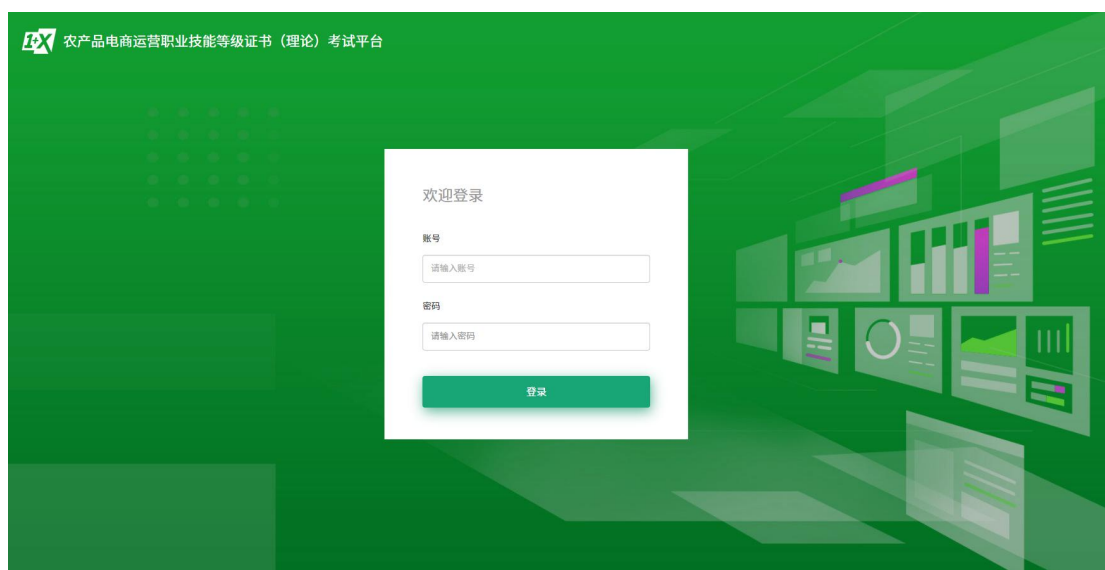 1+X 农产品电商运营职业技能等级证书（理论）考试平台
欢迎登录
账号
请输入账号
密码
请输入密码
登录